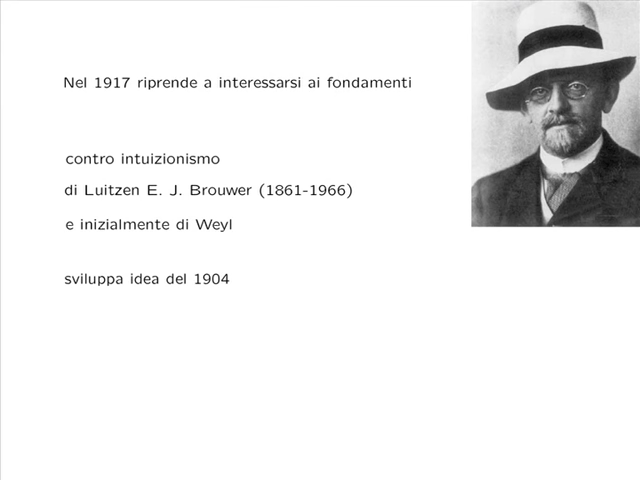 Nel 1917 riprende a interessarsi ai fondamenti
contro intuizionismo
di Luitzen E. J. Brouwer (1861-1966)
e inizialmente di Weyl
sviluppa idea del 1904